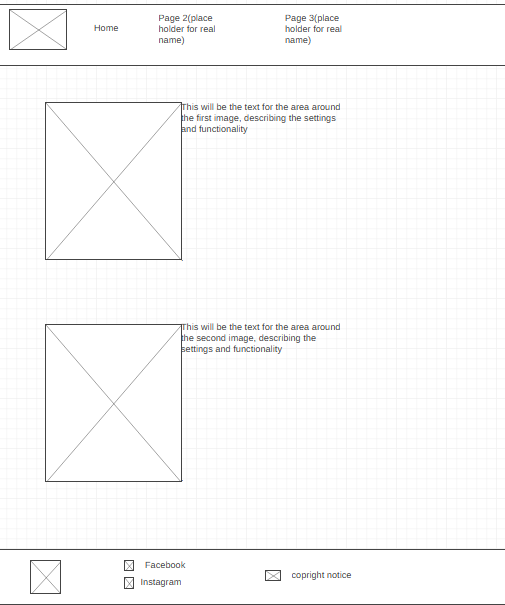 Home
Page 2(place
holder for real
name)
Page 3(place
holder for real
name)
This will be the text for the area around
the first image, describing the settings
and functionality
This will be the text for the area around
the second image, describing the
settings and functionality
Facebook
Instagram
copright notice